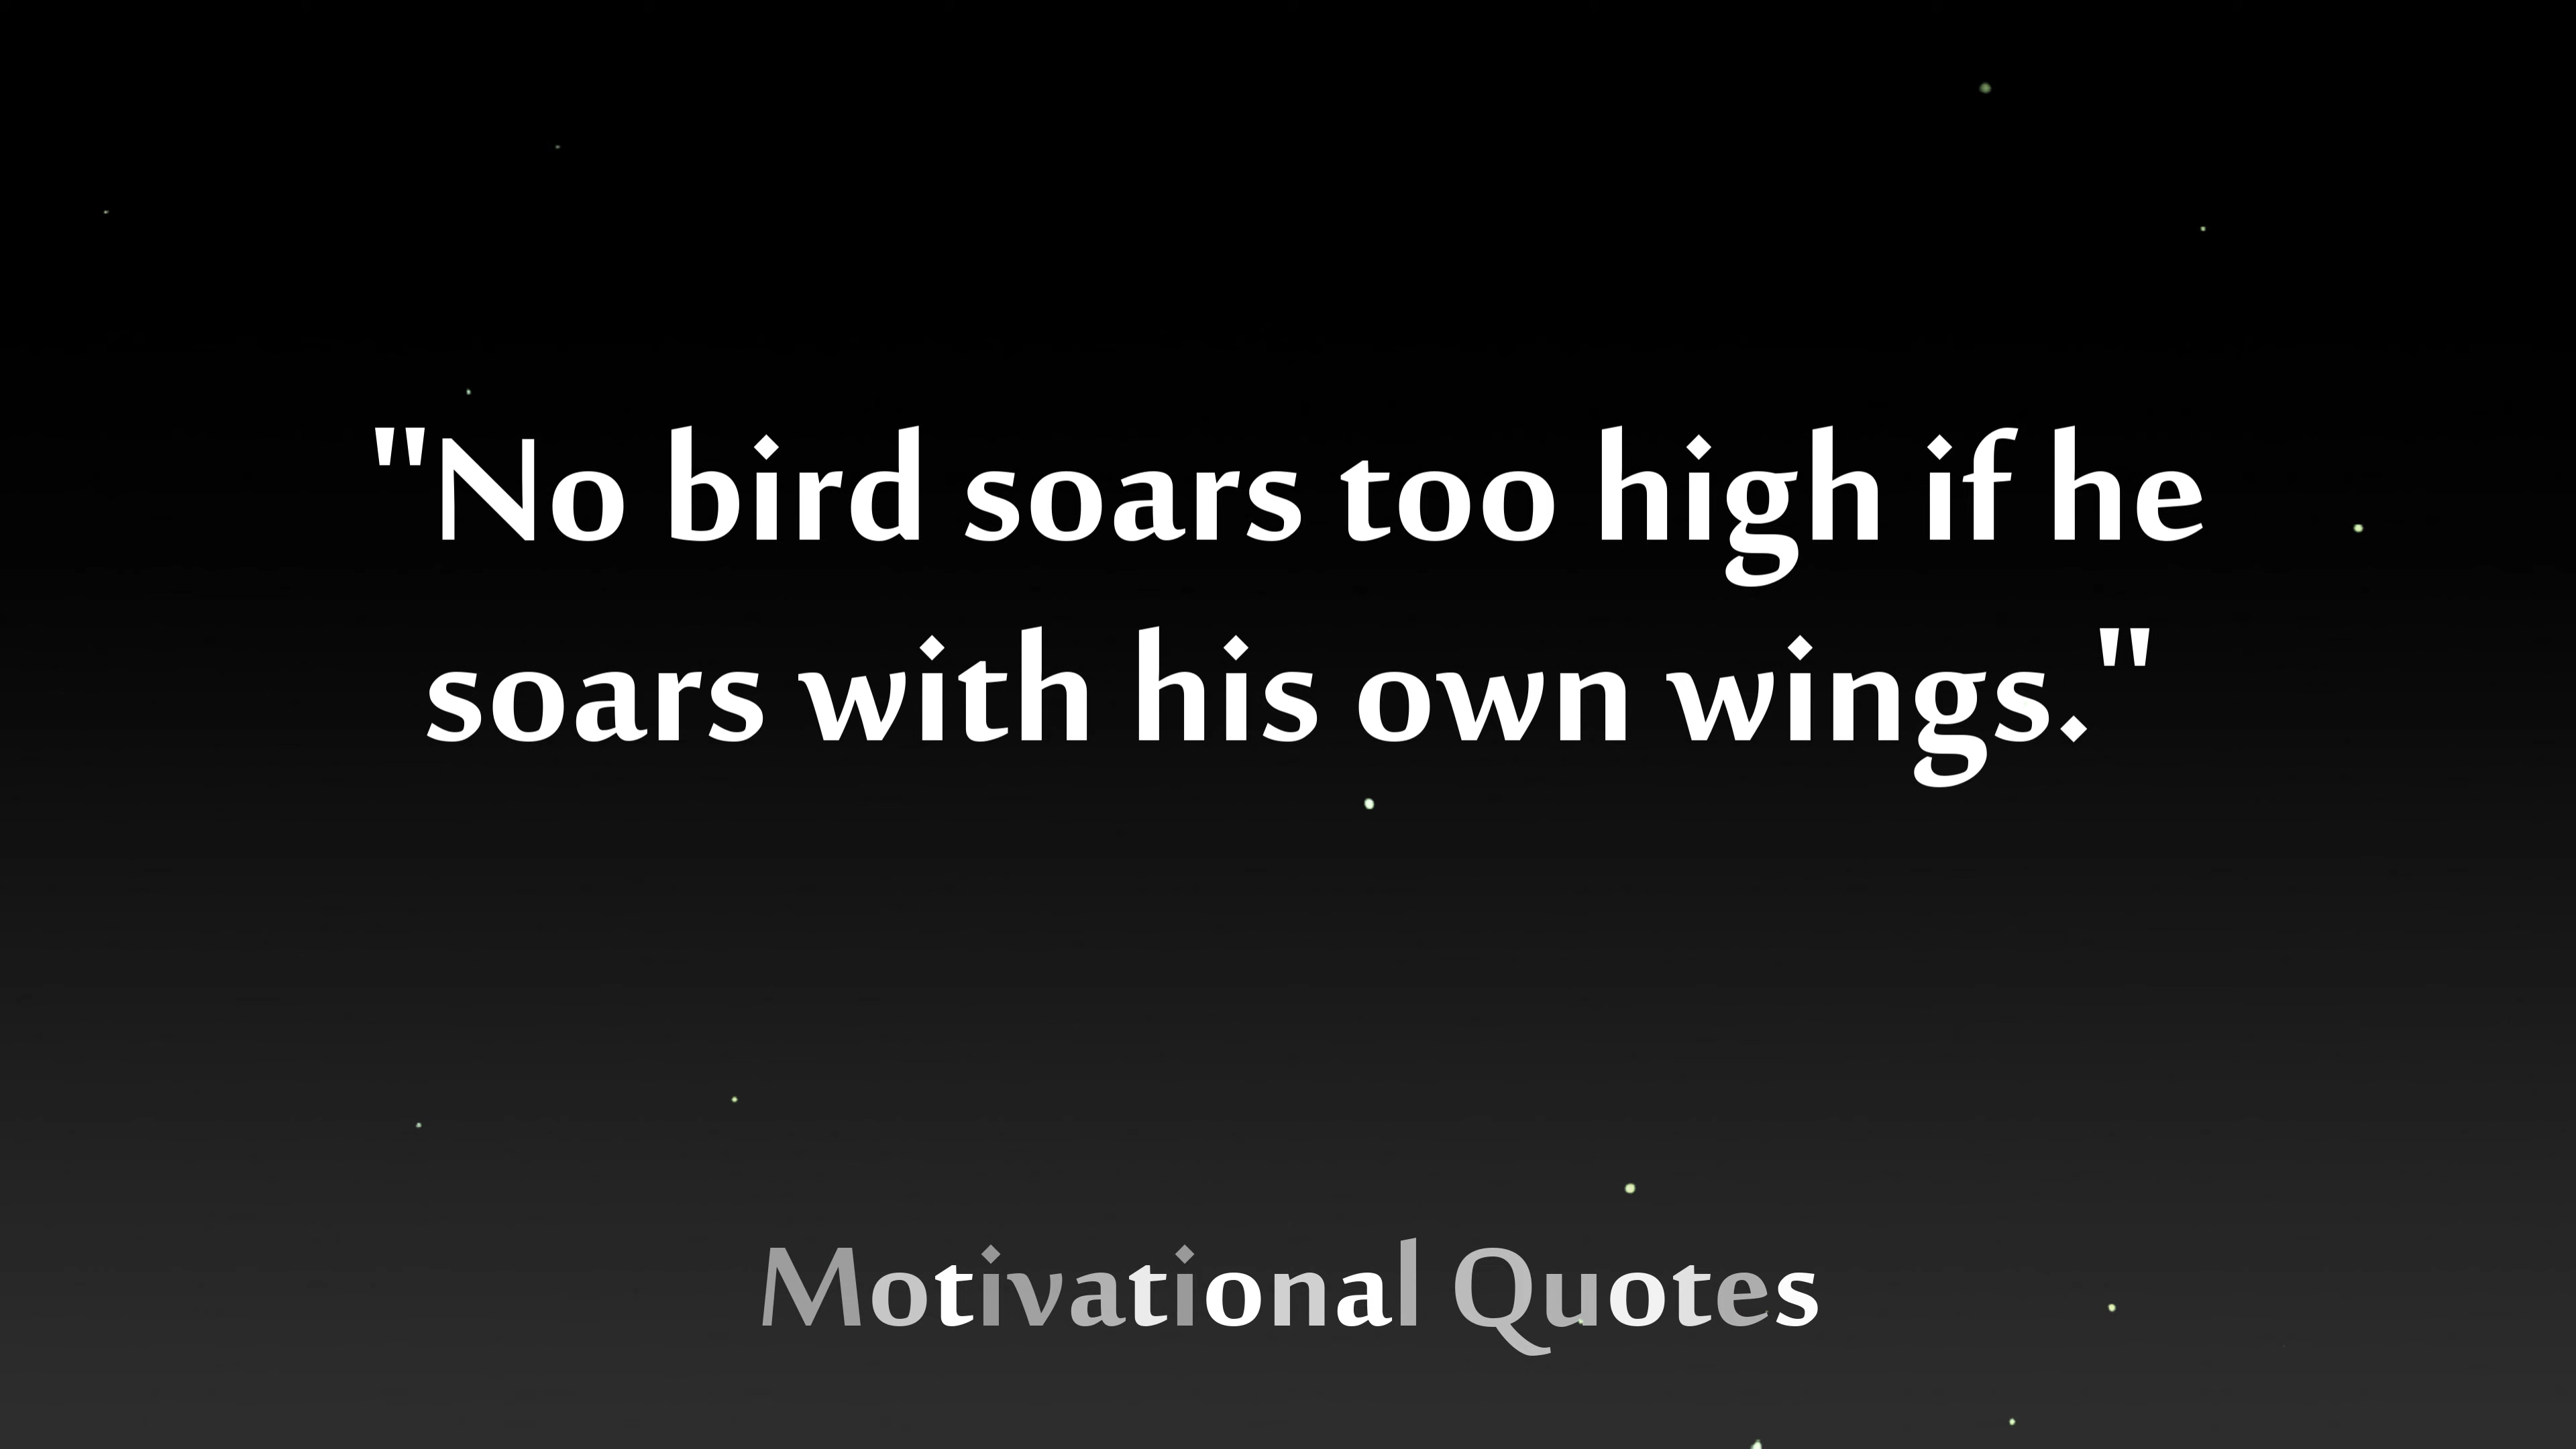 "No bird soars too high if he
soars with his own wings."
Motivational Quotes